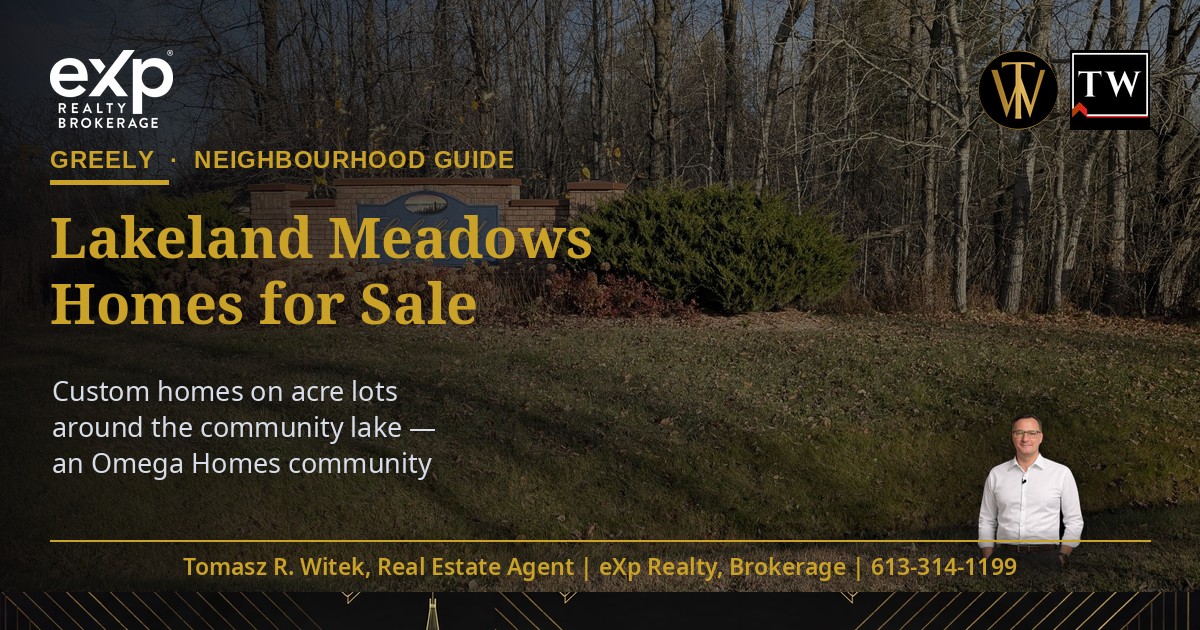 eXp®
REALTY
BROKERAGE
TW
TW
GREELY · NEIGHBOURHOOD GUIDE
Lakeland Meadows
Homes for Sale
Custom homes on acre lots
around the community lake —
an Omega Homes community
Tomasz R. Witek, Real Estate Agent | eXp Realty, Brokerage | 613-314-1199